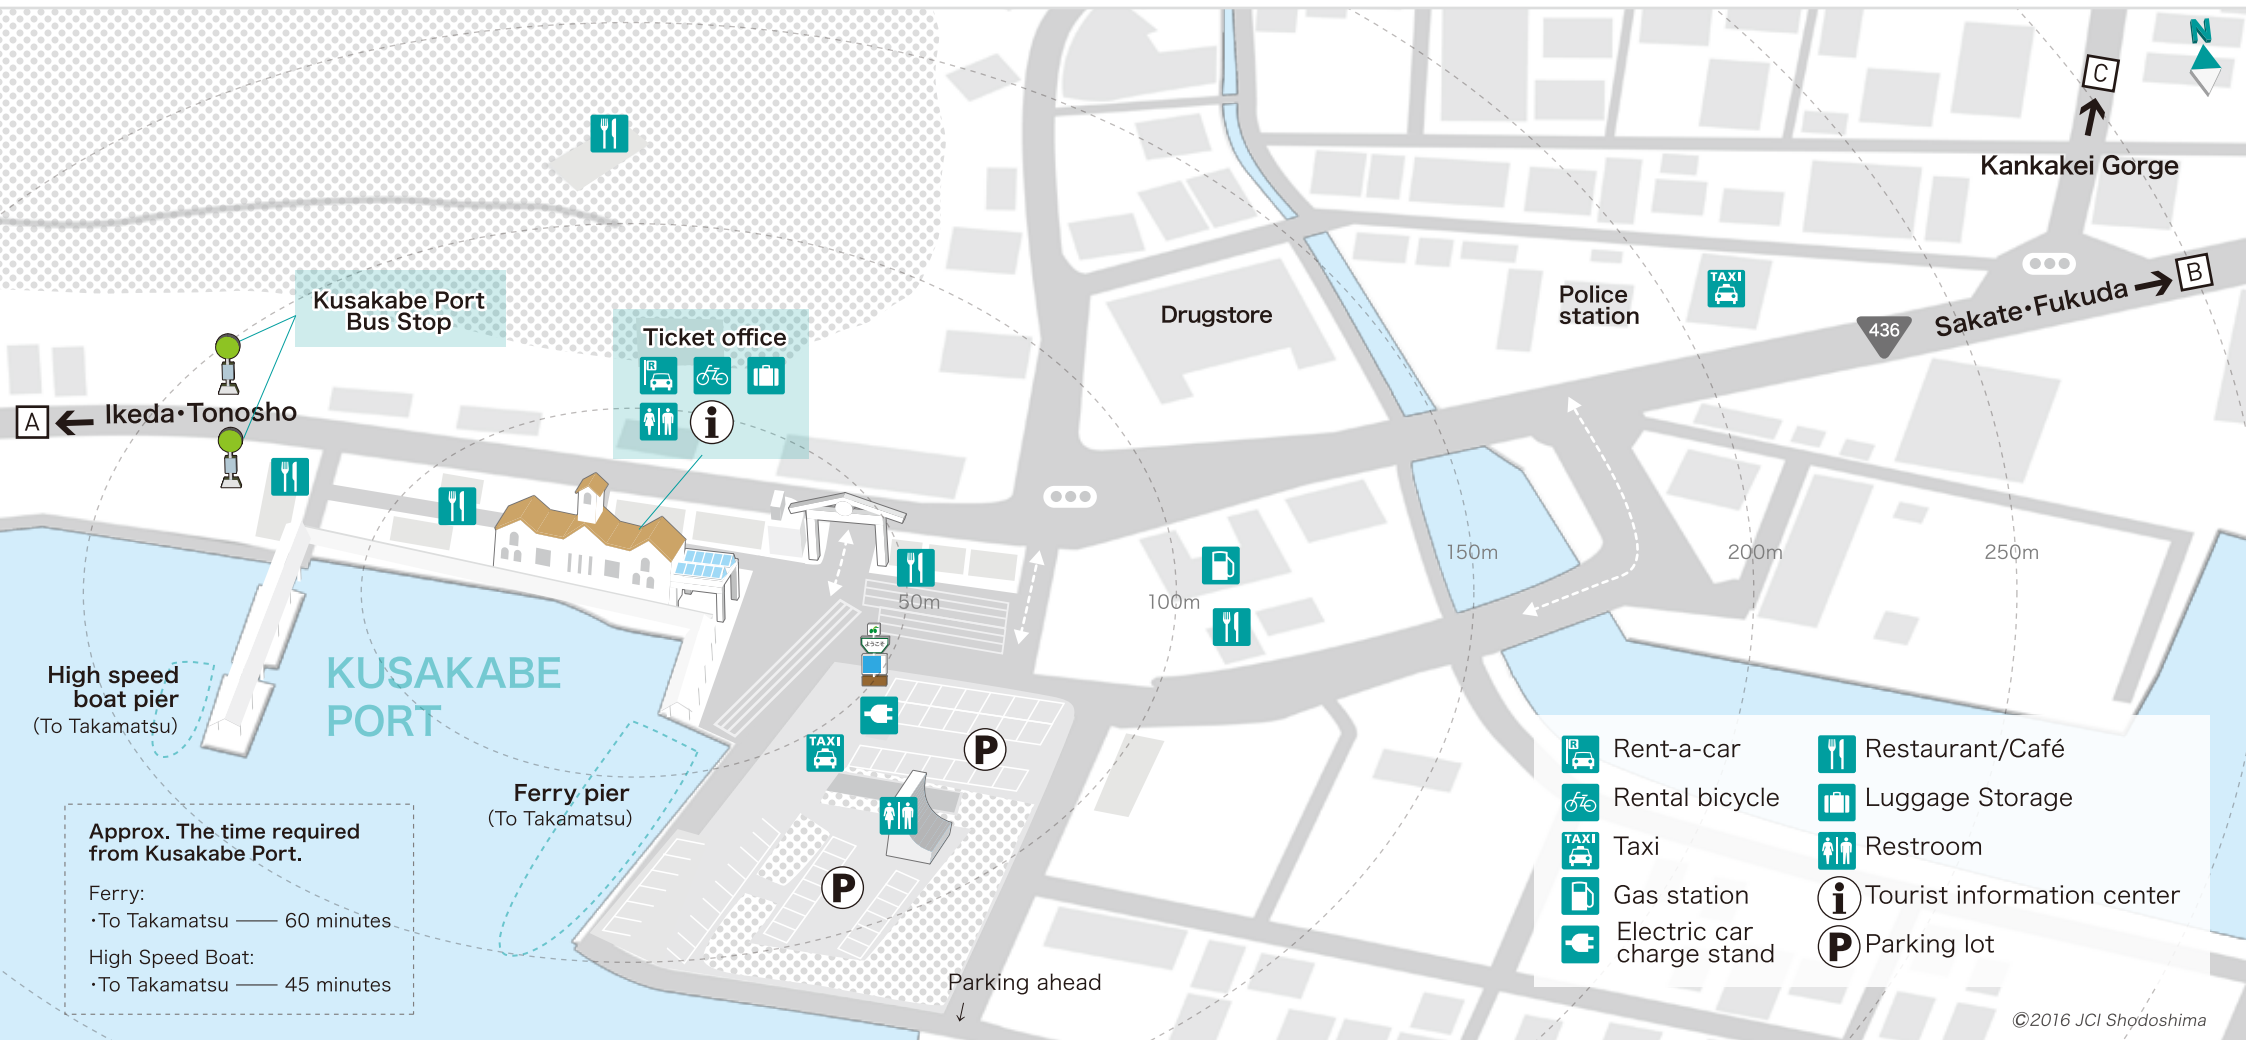 N
C
Kankakei Gorge
B
Sakate・Fukuda
436
TAXI
Police
station
Drugstore
Kusakabe Port
Bus Stop
Ticket office
R
i
A
Ikeda・Tonosho
50m
100m
150m
200m
250m
ようこそ
High speed
boat pier
(To Takamatsu)
KUSAKABE
PORT
TAXI
P
Ferry pier
(To Takamatsu)
P
Approx. The time required
from Kusakabe Port.
Ferry:
・To Takamatsu —— 60 minutes
High Speed Boat:
・To Takamatsu —— 45 minutes
Parking ahead
R
Rent-a-car
Rental bicycle
TAXI
Taxi
Gas station
Electric car
charge stand
Restaurant/Café
Luggage Storage
Restroom
i
Tourist information center
P
Parking lot
©2016 JCI Shodoshima